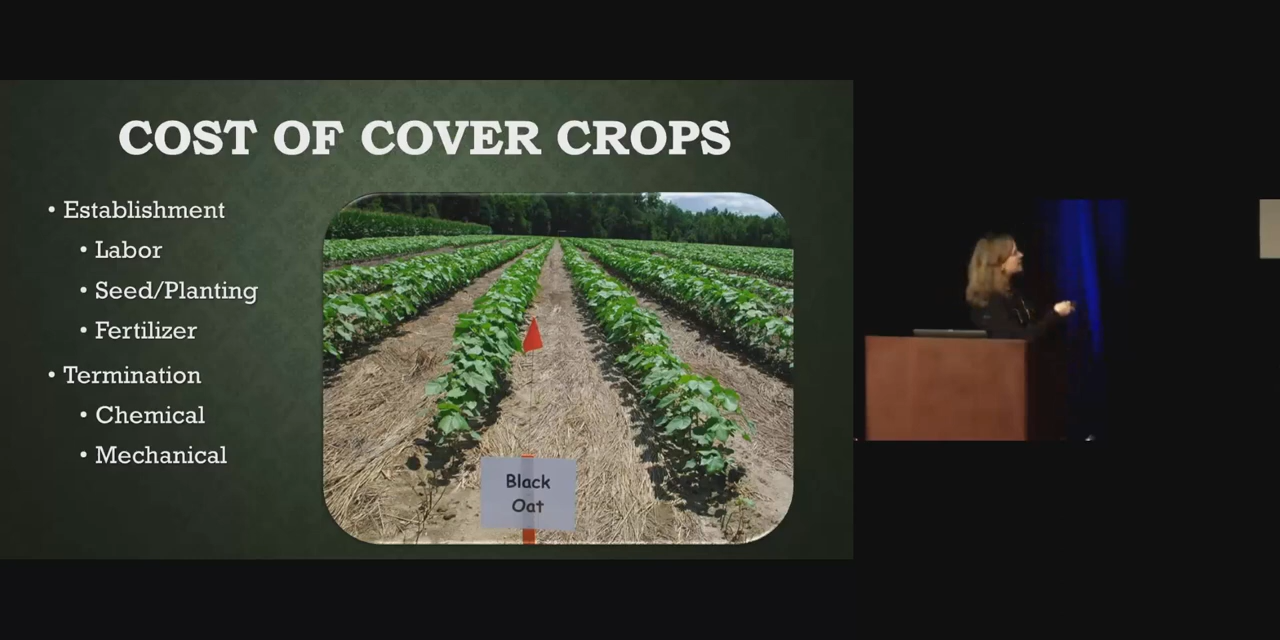 COST OF COVER CROPS
• Establishment
• Labor
• Seed/Planting
• Fertilizer
• Termination
• Chemical
• Mechanical
Black
Oat